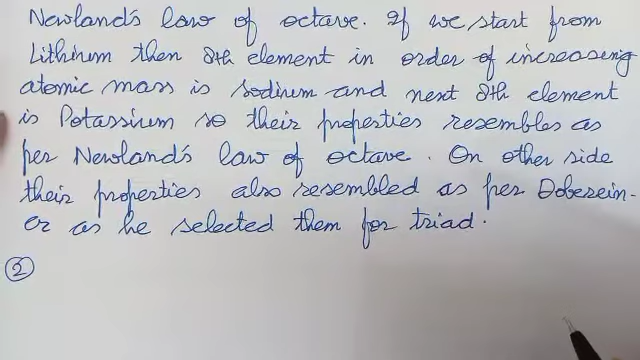 Newland's law of octave. If we start from
Lithium then 8th element in order of increasing
atomic mass is sodium and next 8th element
is Potassium so their properties resembles as
per Newland's law of octave. On other side
their properties also resembled as per Doberein-
er as he selected them for triad.
2